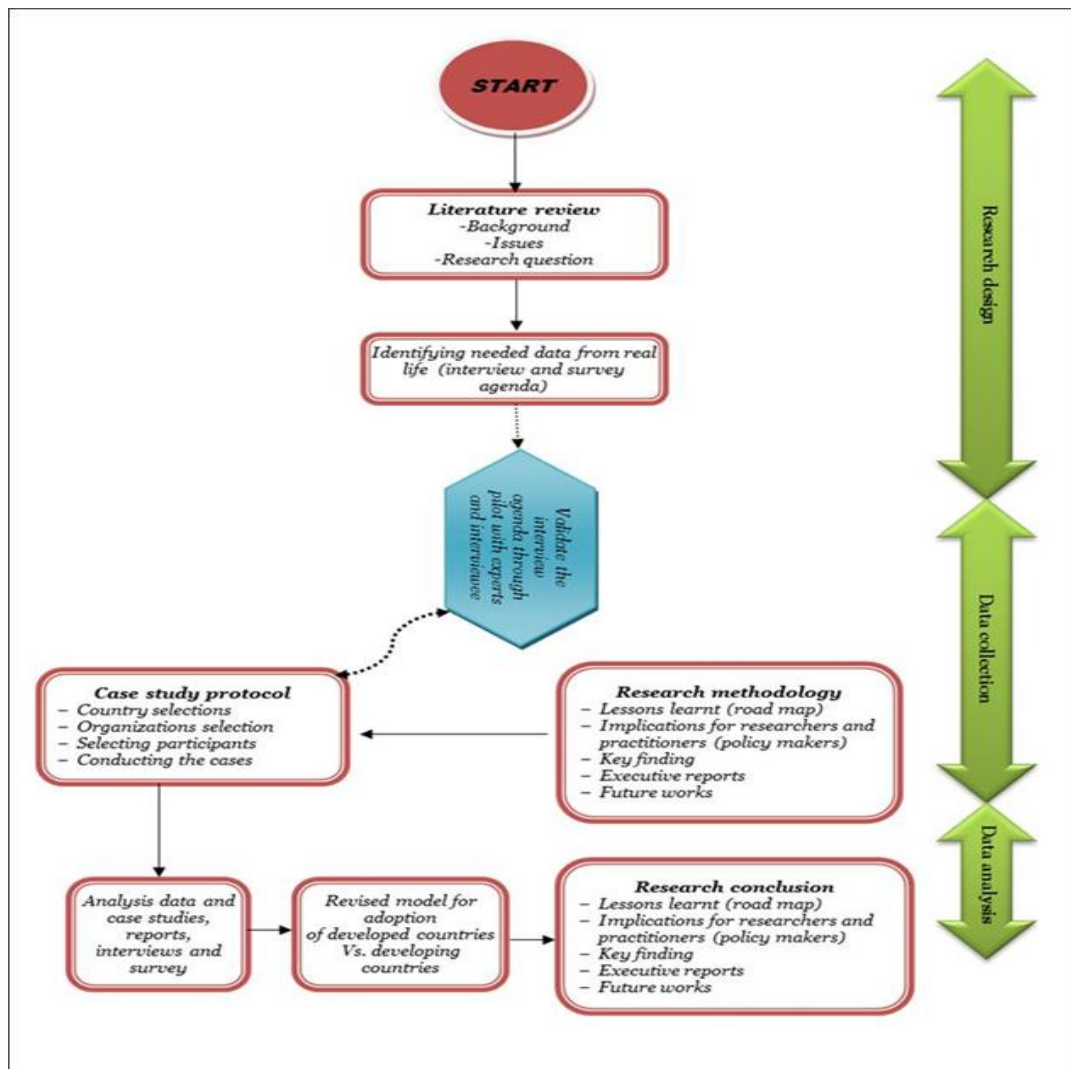 START
Literature review
-Background
-Issues
-Research question
Identifying needed data from real
life (interview and survey
agenda)
Validate the
interview
agenda through
pilot with experts
and interviewee
Case study protocol
– Country selections
– Organizations selection
– Selecting participants
– Conducting the cases
Research methodology
– Lessons learnt (road map)
– Implications for researchers and
practitioners (policy makers)
– Key finding
– Executive reports
– Future works
Analysis data and
case studies,
reports,
interviews and
survey
Revised model for
adoption
of developed countries
Vs. developing
countries
Research conclusion
– Lessons learnt (road map)
– Implications for researchers and
practitioners (policy makers)
– Key finding
– Executive reports
– Future works
Research design
Data collection
Data analysis